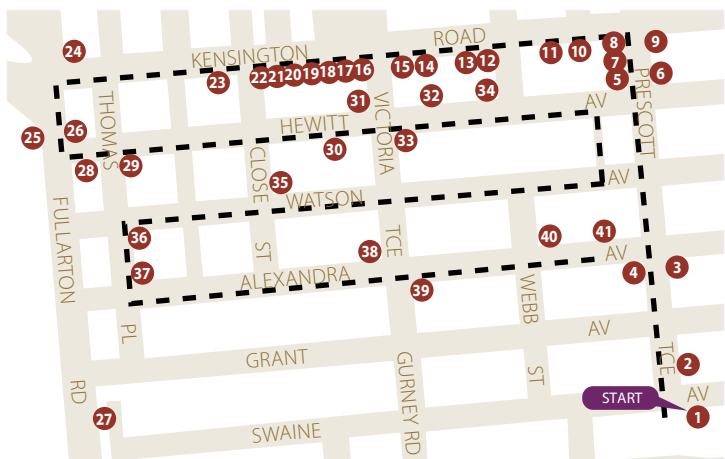 ROAD
KENSINGTON
24
23
22
21
20
19
18
17
16
15
14
13
12
11
10
8
9
7
5
6
31
32
34
THOMAS
PL
VICTORIA
TCE
PRESCOTT
TCE
HEWITT
AV
25
26
28
29
30
33
CLOSE
ST
35
WATSON
AV
FULLARTON
RD
36
37
38
40
41
ALEXANDRA
AV
39
4
3
WEBB
ST
GRANT
AV
GURNEY RD
2
START
AV
1
27
SWAINE